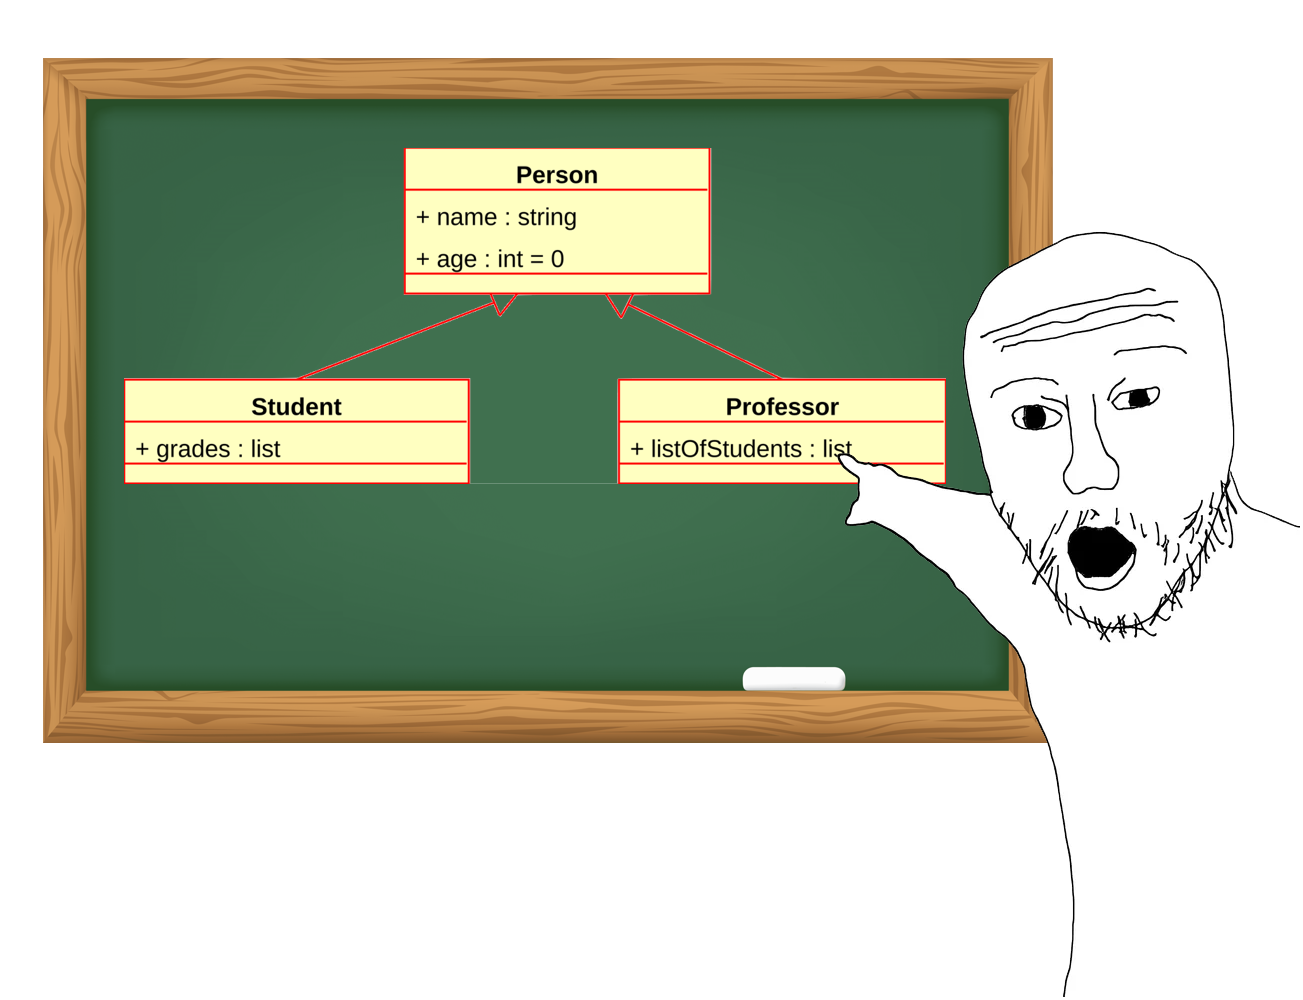 Person
+ name : string
+ age : int = 0
Student
+ grades : list
Professor
+ listOfStudents : list